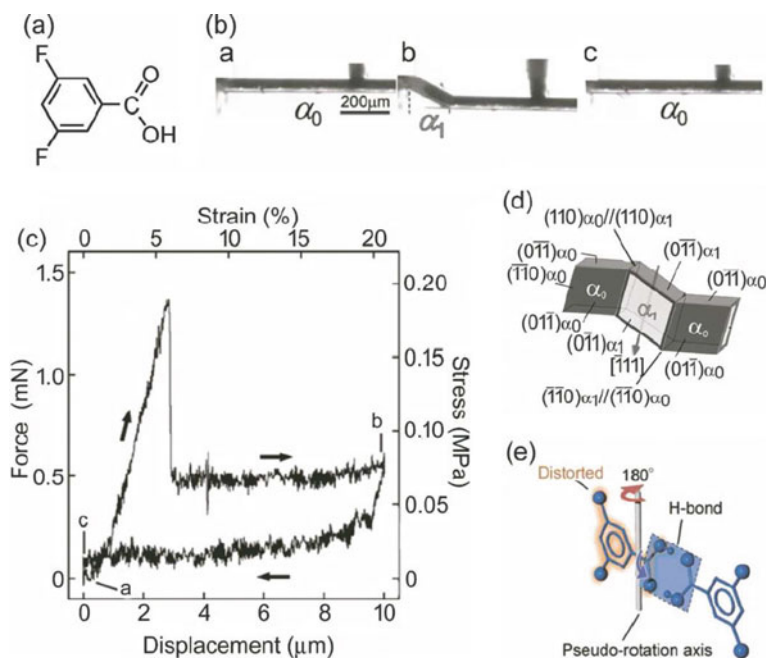 (a)
F
F
O
C
OH
(b)
a
b
c
α₀
200μm
α₁
α₀
(c)
Strain (%)
0 5 10 15 20
1.5
1.0
0.5
0
Force (mN)
0.20
0.15
0.10
0.05
0
Stress (MPa)
a
b
c
0 2 4 6 8 10
Displacement (μm)
(d)
(110)α0//(110)α1
(01̅1̅)α0
(01̅1̅)α1
(1̅1̅0)α0
(01̅1)α0
α₀
α₁
α₀
(011̅)α0
(01̅1)α1
(011̅)α0
[1̅11]
(1̅1̅0)α1//(1̅1̅0)α0
(e)
Distorted
180°
H-bond
Pseudo-rotation axis